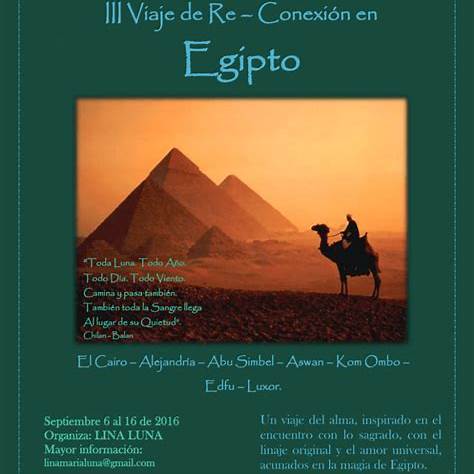 III Viaje de Re – Conexión en
Egipto
"Toda Luna. Todo Año.
Todo Día. Todo Viento.
Camina y pasa también.
También toda la Sangre llega
Al lugar de su Quietud".
Chilan - Balan
El Cairo – Alejandría – Abu Simbel – Aswan – Kom Ombo –
Edfu – Luxor.
Septiembre 6 al 16 de 2016
Organiza: LINA LUNA
Mayor información:
linamarialuna@gmail.com
Un viaje del alma, inspirado en el
encuentro con lo sagrado, con el
linaje original y el amor universal,
acunados en la magia de Egipto.